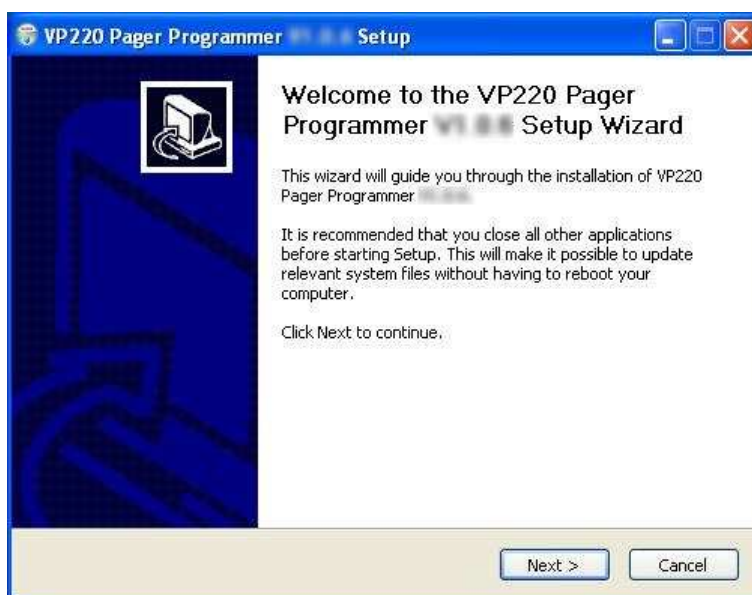 VP220 Pager Programmer Setup
Welcome to the VP220 Pager
Programmer Setup Wizard
This wizard will guide you through the installation of VP220
Pager Programmer
It is recommended that you close all other applications
before starting Setup. This will make it possible to update
relevant system files without having to reboot your
computer.
Click Next to continue.
Next >
Cancel